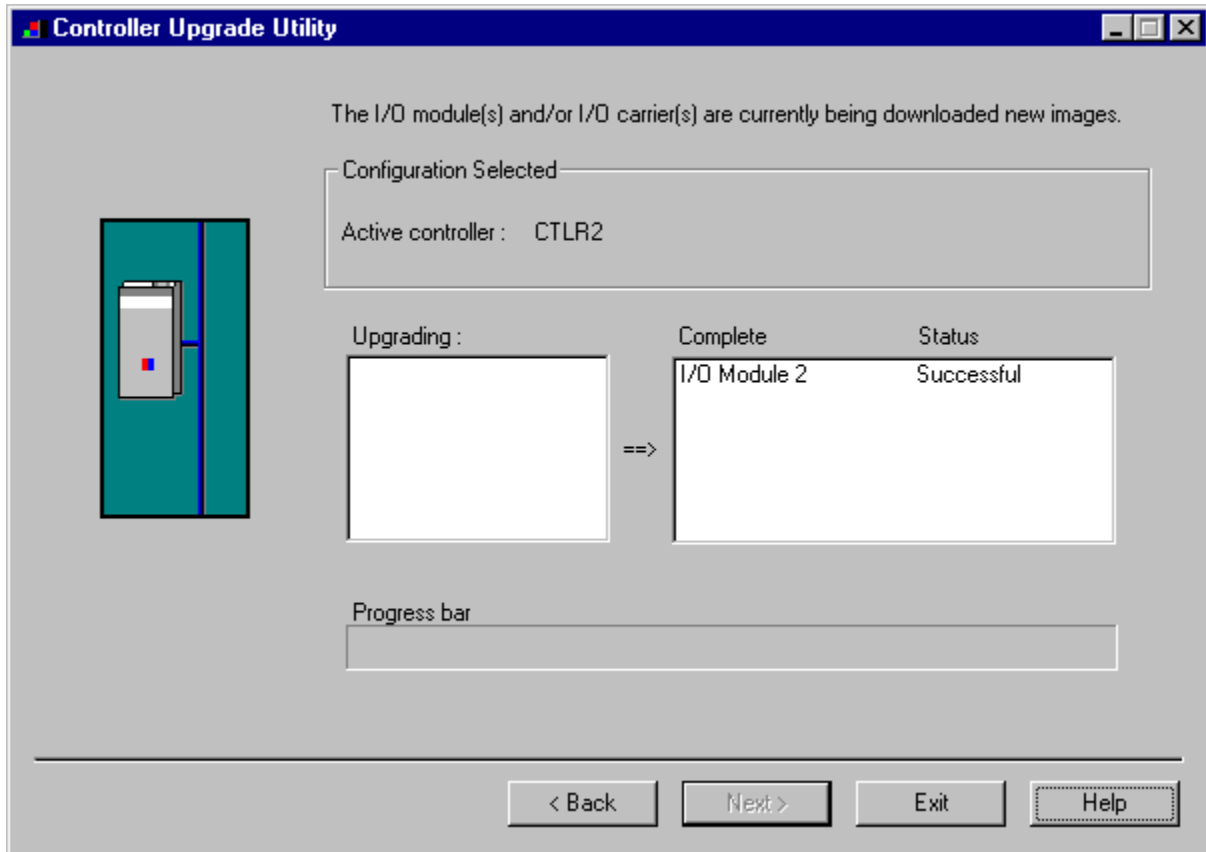 Controller Upgrade Utility
The I/O module(s) and/or I/O carrier(s) are currently being downloaded new images.
Configuration Selected
Active controller : CTLR2
Upgrading :
Complete Status
I/O Module 2 Successful
==>
Progress bar
< Back Next > Exit Help